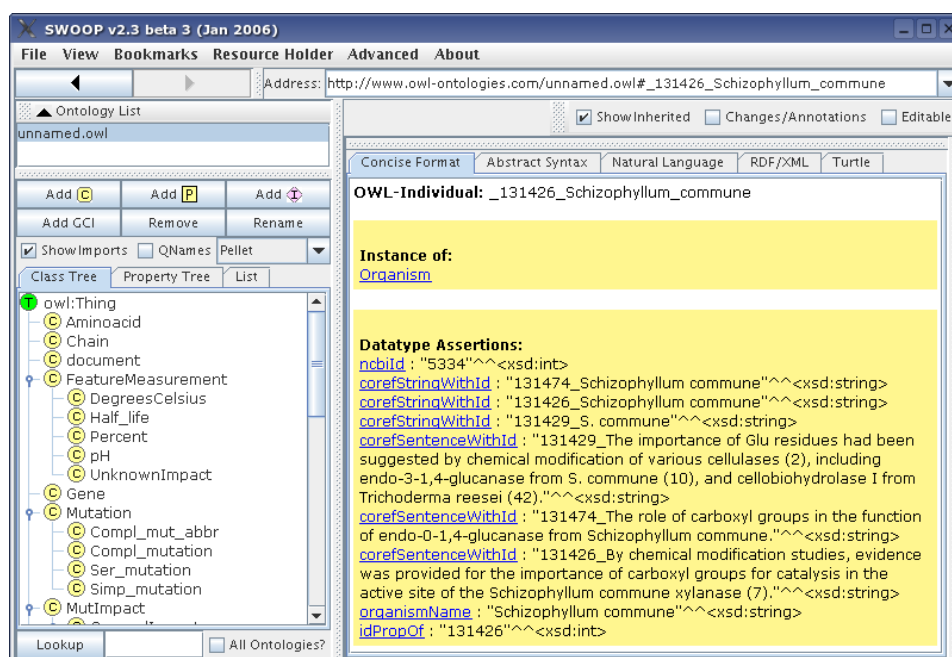 SWOOP v2.3 beta 3 (Jan 2006)
File View Bookmarks Resource Holder Advanced About
Address: http://www.owl-ontologies.com/unnamed.owl#_131426_Schizophyllum_commune
Ontology List
unnamed.owl
Add C Add P Add I
Add GCI Remove Rename
Show Imports QNames Pellet
Class Tree Property Tree List
T owl:Thing
C Aminoacid
C Chain
C document
C FeatureMeasurement
C DegreesCelsius
C Half_life
C Percent
C pH
C UnknownImpact
C Gene
C Mutation
C Compl_mut_abbr
C Compl_mutation
C Ser_mutation
C Simp_mutation
C MutImpact
Lookup All Ontologies?
Show Inherited Changes/Annotations Editable
Concise Format Abstract Syntax Natural Language RDF/XML Turtle
OWL-Individual: _131426_Schizophyllum_commune
Instance of:
Organism
Datatype Assertions:
ncbiId : "5334"^^<xsd:int>
corefStringWithId : "131474_Schizophyllum commune"^^<xsd:string>
corefStringWithId : "131426_Schizophyllum commune"^^<xsd:string>
corefStringWithId : "131429_S. commune"^^<xsd:string>
corefSentenceWithId : "131429_The importance of Glu residues had been
suggested by chemical modification of various cellulases (2), including
endo-3-1,4-glucanase from S. commune (10), and cellobiohydrolase I from
Trichoderma reesei (42)."^^<xsd:string>
corefSentenceWithId : "131474_The role of carboxyl groups in the function
of endo-0-1,4-glucanase from Schizophyllum commune."^^<xsd:string>
corefSentenceWithId : "131426_By chemical modification studies, evidence
was provided for the importance of carboxyl groups for catalysis in the
active site of the Schizophyllum commune xylanase (7)."^^<xsd:string>
organismName : "Schizophyllum commune"^^<xsd:string>
idPropOf : "131426"^^<xsd:int>